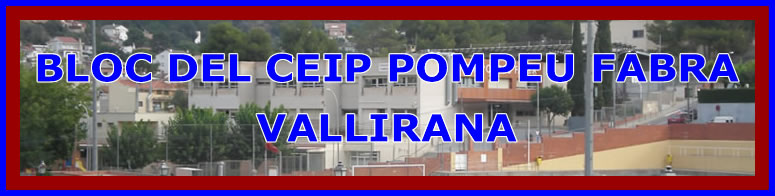 BLOC DEL CEIP POMPEU FABRA
VALLIRANA